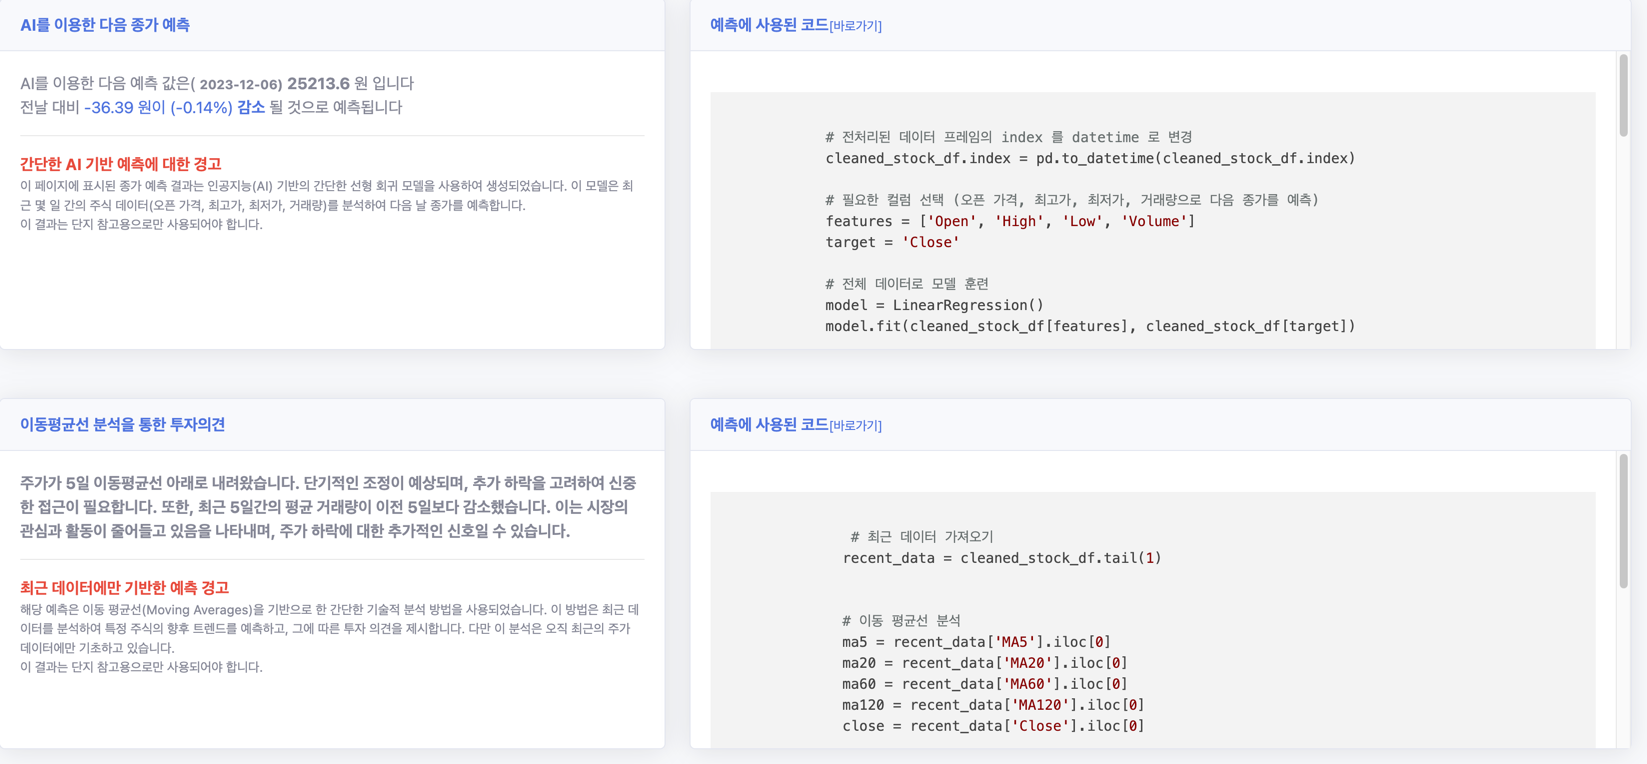 AI를 이용한 다음 종가 예측
AI를 이용한 다음 예측 값은( 2023-12-06) 25213.6 원 입니다
전날 대비 -36.39 원이 (-0.14%) 감소 될 것으로 예측됩니다
간단한 AI 기반 예측에 대한 경고
이 페이지에 표시된 종가 예측 결과는 인공지능(AI) 기반의 간단한 선형 회귀 모델을 사용하여 생성되었습니다. 이 모델은 최
근 몇 일 간의 주식 데이터(오픈 가격, 최고가, 최저가, 거래량)를 분석하여 다음 날 종가를 예측합니다.
이 결과는 단지 참고용으로만 사용되어야 합니다.
예측에 사용된 코드[바로가기]
# 전처리된 데이터 프레임의 index 를 datetime 로 변경
cleaned_stock_df.index = pd.to_datetime(cleaned_stock_df.index)
# 필요한 컬럼 선택 (오픈 가격, 최고가, 최저가, 거래량으로 다음 종가를 예측)
features = ['Open', 'High', 'Low', 'Volume']
target = 'Close'
# 전체 데이터로 모델 훈련
model = LinearRegression()
model.fit(cleaned_stock_df[features], cleaned_stock_df[target])
이동평균선 분석을 통한 투자의견
주가가 5일 이동평균선 아래로 내려왔습니다. 단기적인 조정이 예상되며, 추가 하락을 고려하여 신중
한 접근이 필요합니다. 또한, 최근 5일간의 평균 거래량이 이전 5일보다 감소했습니다. 이는 시장의
관심과 활동이 줄어들고 있음을 나타내며, 주가 하락에 대한 추가적인 신호일 수 있습니다.
최근 데이터에만 기반한 예측 경고
해당 예측은 이동 평균선(Moving Averages)을 기반으로 한 간단한 기술적 분석 방법을 사용되었습니다. 이 방법은 최근 데
이터를 분석하여 특정 주식의 향후 트렌드를 예측하고, 그에 따른 투자 의견을 제시합니다. 다만 이 분석은 오직 최근의 주가
데이터에만 기초하고 있습니다.
이 결과는 단지 참고용으로만 사용되어야 합니다.
예측에 사용된 코드[바로가기]
# 최근 데이터 가져오기
recent_data = cleaned_stock_df.tail(1)
# 이동 평균선 분석
ma5 = recent_data['MA5'].iloc[0]
ma20 = recent_data['MA20'].iloc[0]
ma60 = recent_data['MA60'].iloc[0]
ma120 = recent_data['MA120'].iloc[0]
close = recent_data['Close'].iloc[0]